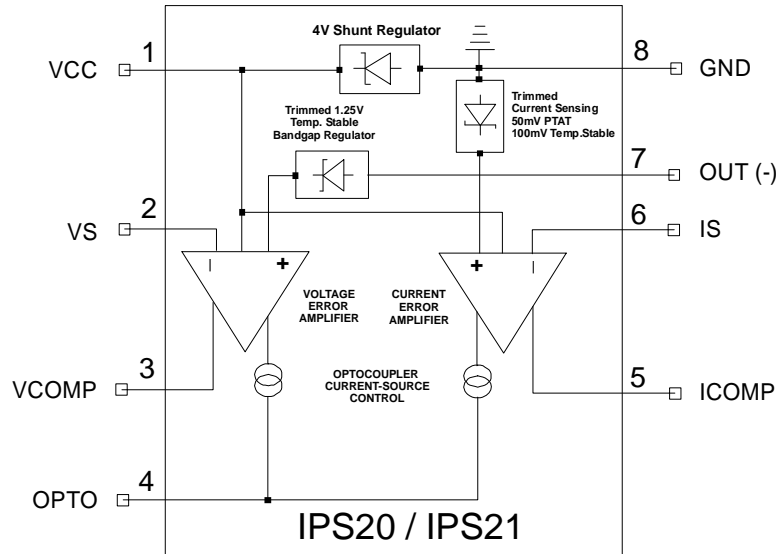 4V Shunt Regulator
1
8
VCC
GND
Trimmed 1.25V
Temp. Stable
Bandgap Regulator
Trimmed
Current Sensing
50mV PTAT
100mV Temp.Stable
7
OUT (-)
2
6
VS
IS
–
+
+
–
VOLTAGE
ERROR
AMPLIFIER
CURRENT
ERROR
AMPLIFIER
3
5
VCOMP
ICOMP
OPTOCOUPLER
CURRENT-SOURCE
CONTROL
4
OPTO
IPS20 / IPS21